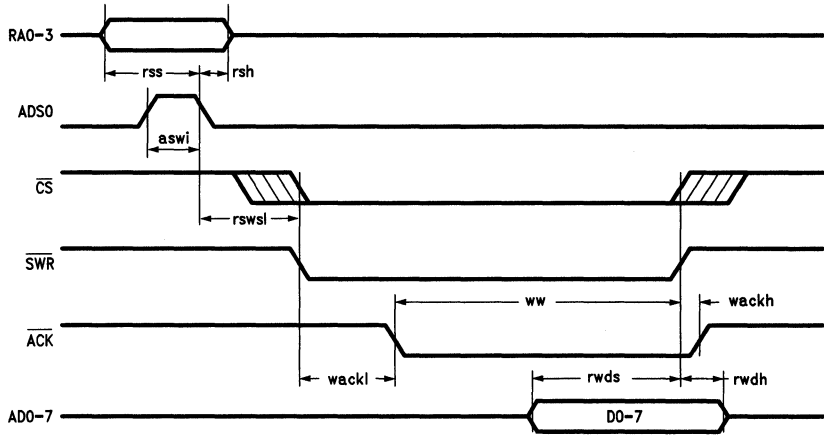 RA0-3
rss
rsh
ADS0
aswi
CS
rswsl
SWR
ww
wackh
ACK
wackl
rwds
rwdh
AD0-7
D0-7